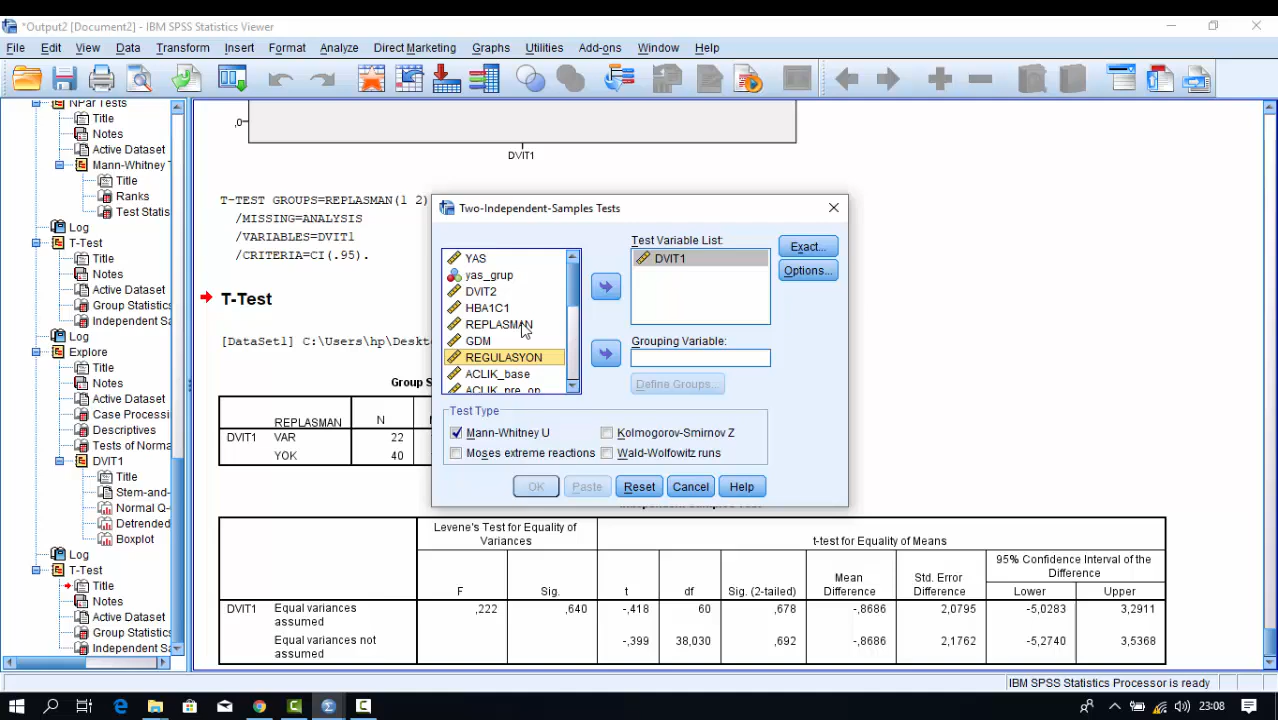 *Output2 [Document2] - IBM SPSS Statistics Viewer
File Edit View Data Transform Insert Format Analyze Direct Marketing Graphs Utilities Add-ons Window Help
NPar Tests
Title
Notes
Active Dataset
Mann-Whitney T
Title
Ranks
Test Statis
Log
T-Test
Title
Notes
Active Dataset
Group Statistics
Independent Sa
Log
Explore
Title
Notes
Active Dataset
Case Processi
Descriptives
Tests of Normal
DVIT1
Title
Stem-and-
Normal Q-
Detrended
Boxplot
Log
T-Test
Title
Notes
Active Dataset
Group Statistics
Independent Sa
,0
DVIT1
T-TEST GROUPS=REPLASMAN(1 2)
/MISSING=ANALYSIS
/VARIABLES=DVIT1
/CRITERIA=CI(.95).
T-Test
[DataSet1] C:\Users\hp\Deskt
Group S
REPLASMAN N
DVIT1 VAR 22
YOK 40
Two-Independent-Samples Tests
YAS
yas_grup
DVIT2
HBA1C1
REPLASMAN
GDM
REGULASYON
ACLIK_base
ACLIK_pre_op
Test Variable List:
DVIT1
Exact...
Options...
Grouping Variable:
Define Groups...
Test Type
Mann-Whitney U Kolmogorov-Smirnov Z
Moses extreme reactions Wald-Wolfowitz runs
OK Paste Reset Cancel Help
Levene's Test for Equality of Variances t-test for Equality of Means
95% Confidence Interval of the Difference
F Sig. t df Sig. (2-tailed) Mean Difference Std. Error Difference Lower Upper
DVIT1 Equal variances assumed ,222 ,640 -,418 60 ,678 -,8686 2,0795 -5,0283 3,2911
Equal variances not assumed -,399 38,030 ,692 -,8686 2,1762 -5,2740 3,5368
IBM SPSS Statistics Processor is ready
23:08